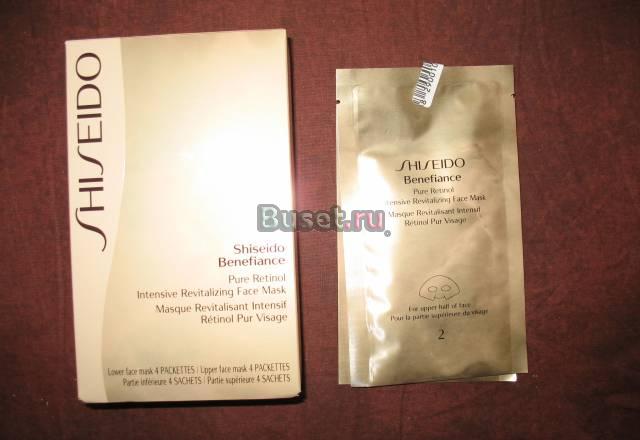 SHISEIDO
Shiseido
Benefiance
Pure Retinol
Intensive Revitalizing Face Mask
Masque Revitalisant Intensif
Rétinol Pur Visage
Lower face mask 4 PACKETTES / Upper face mask 4 PACKETTES
Partie inférieure 4 SACHETS / Partie supérieure 4 SACHETS
SHISEIDO
Benefiance
Pure Retinol
Intensive Revitalizing Face Mask
Masque Revitalisant Intensif
Rétinol Pur Visage
For upper half of face
Pour la partie supérieure du visage
2
Buset.ru